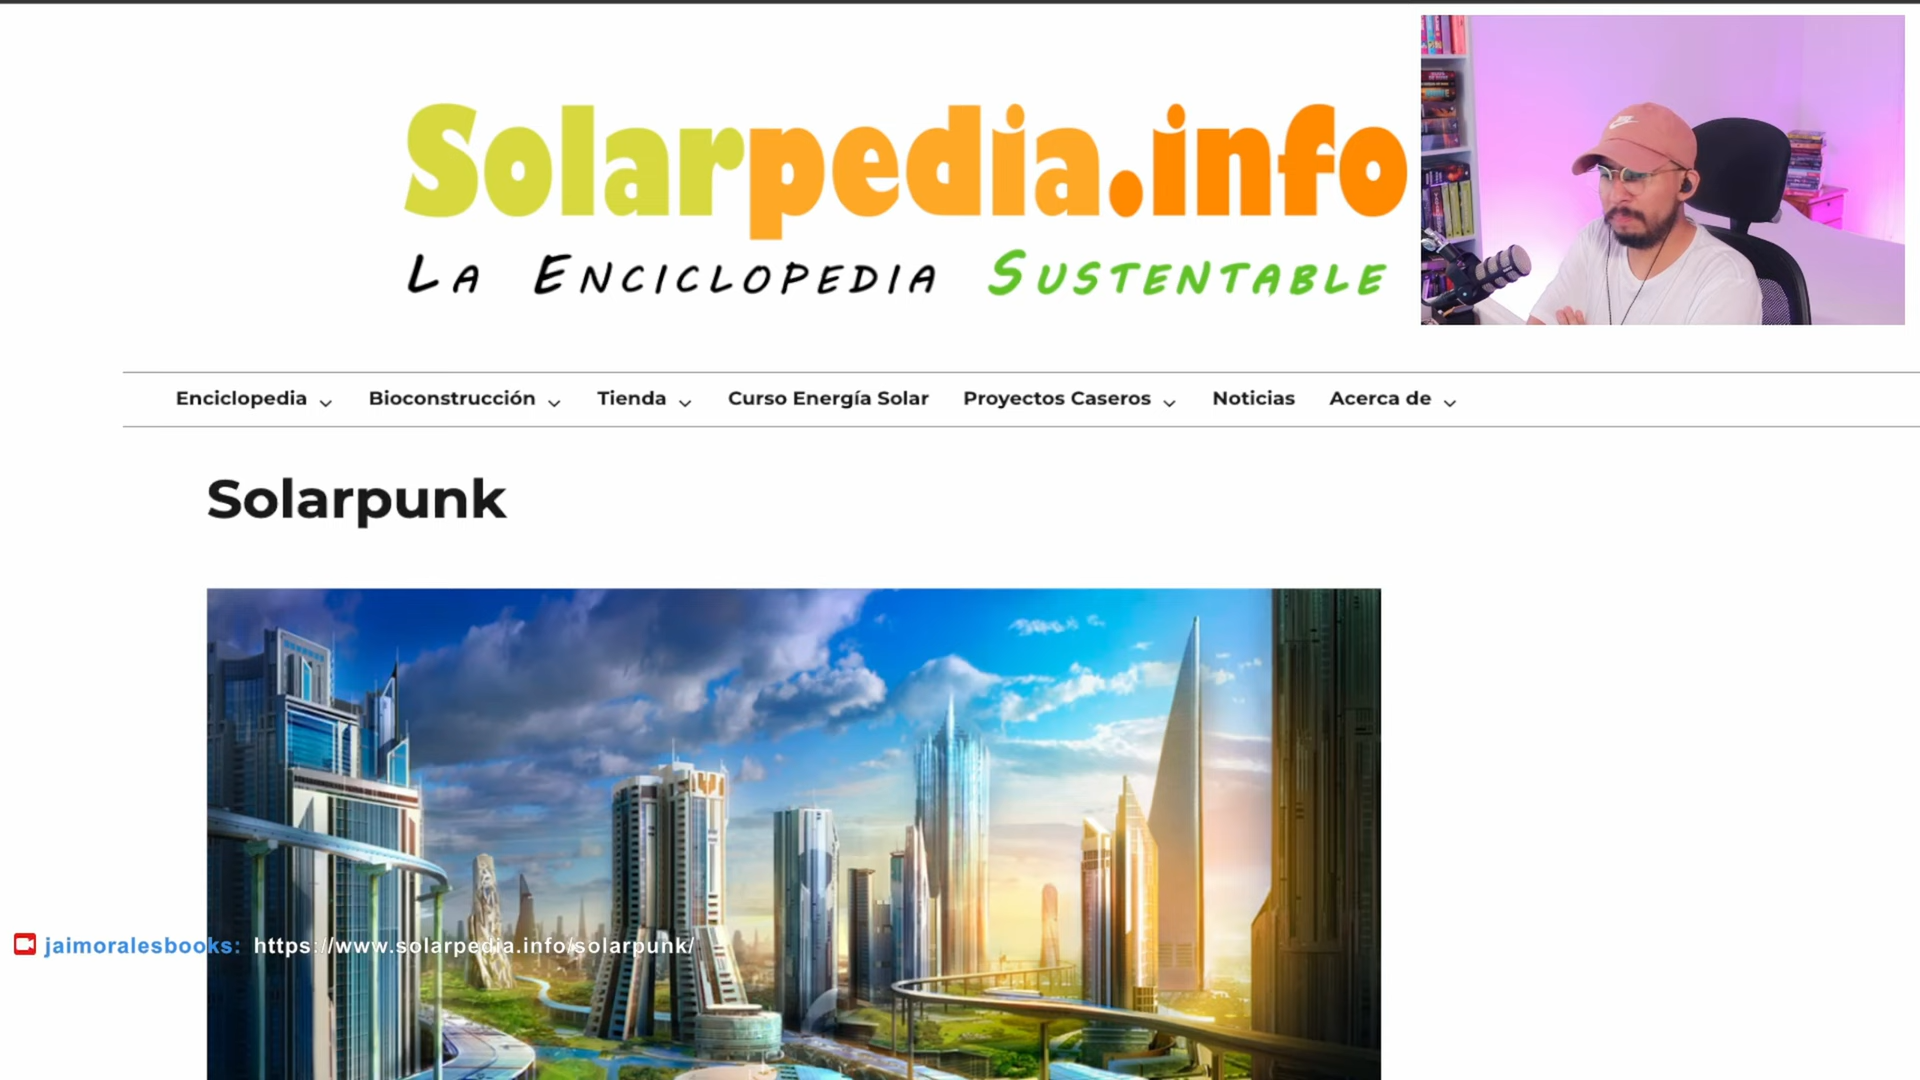 Solarpedia.info
La Enciclopedia Sustentable
Enciclopedia Bioconstrucción Tienda Curso Energía Solar Proyectos Caseros Noticias Acerca de
Solarpunk
jaimoralesbooks: https://www.solarpedia.info/solarpunk/